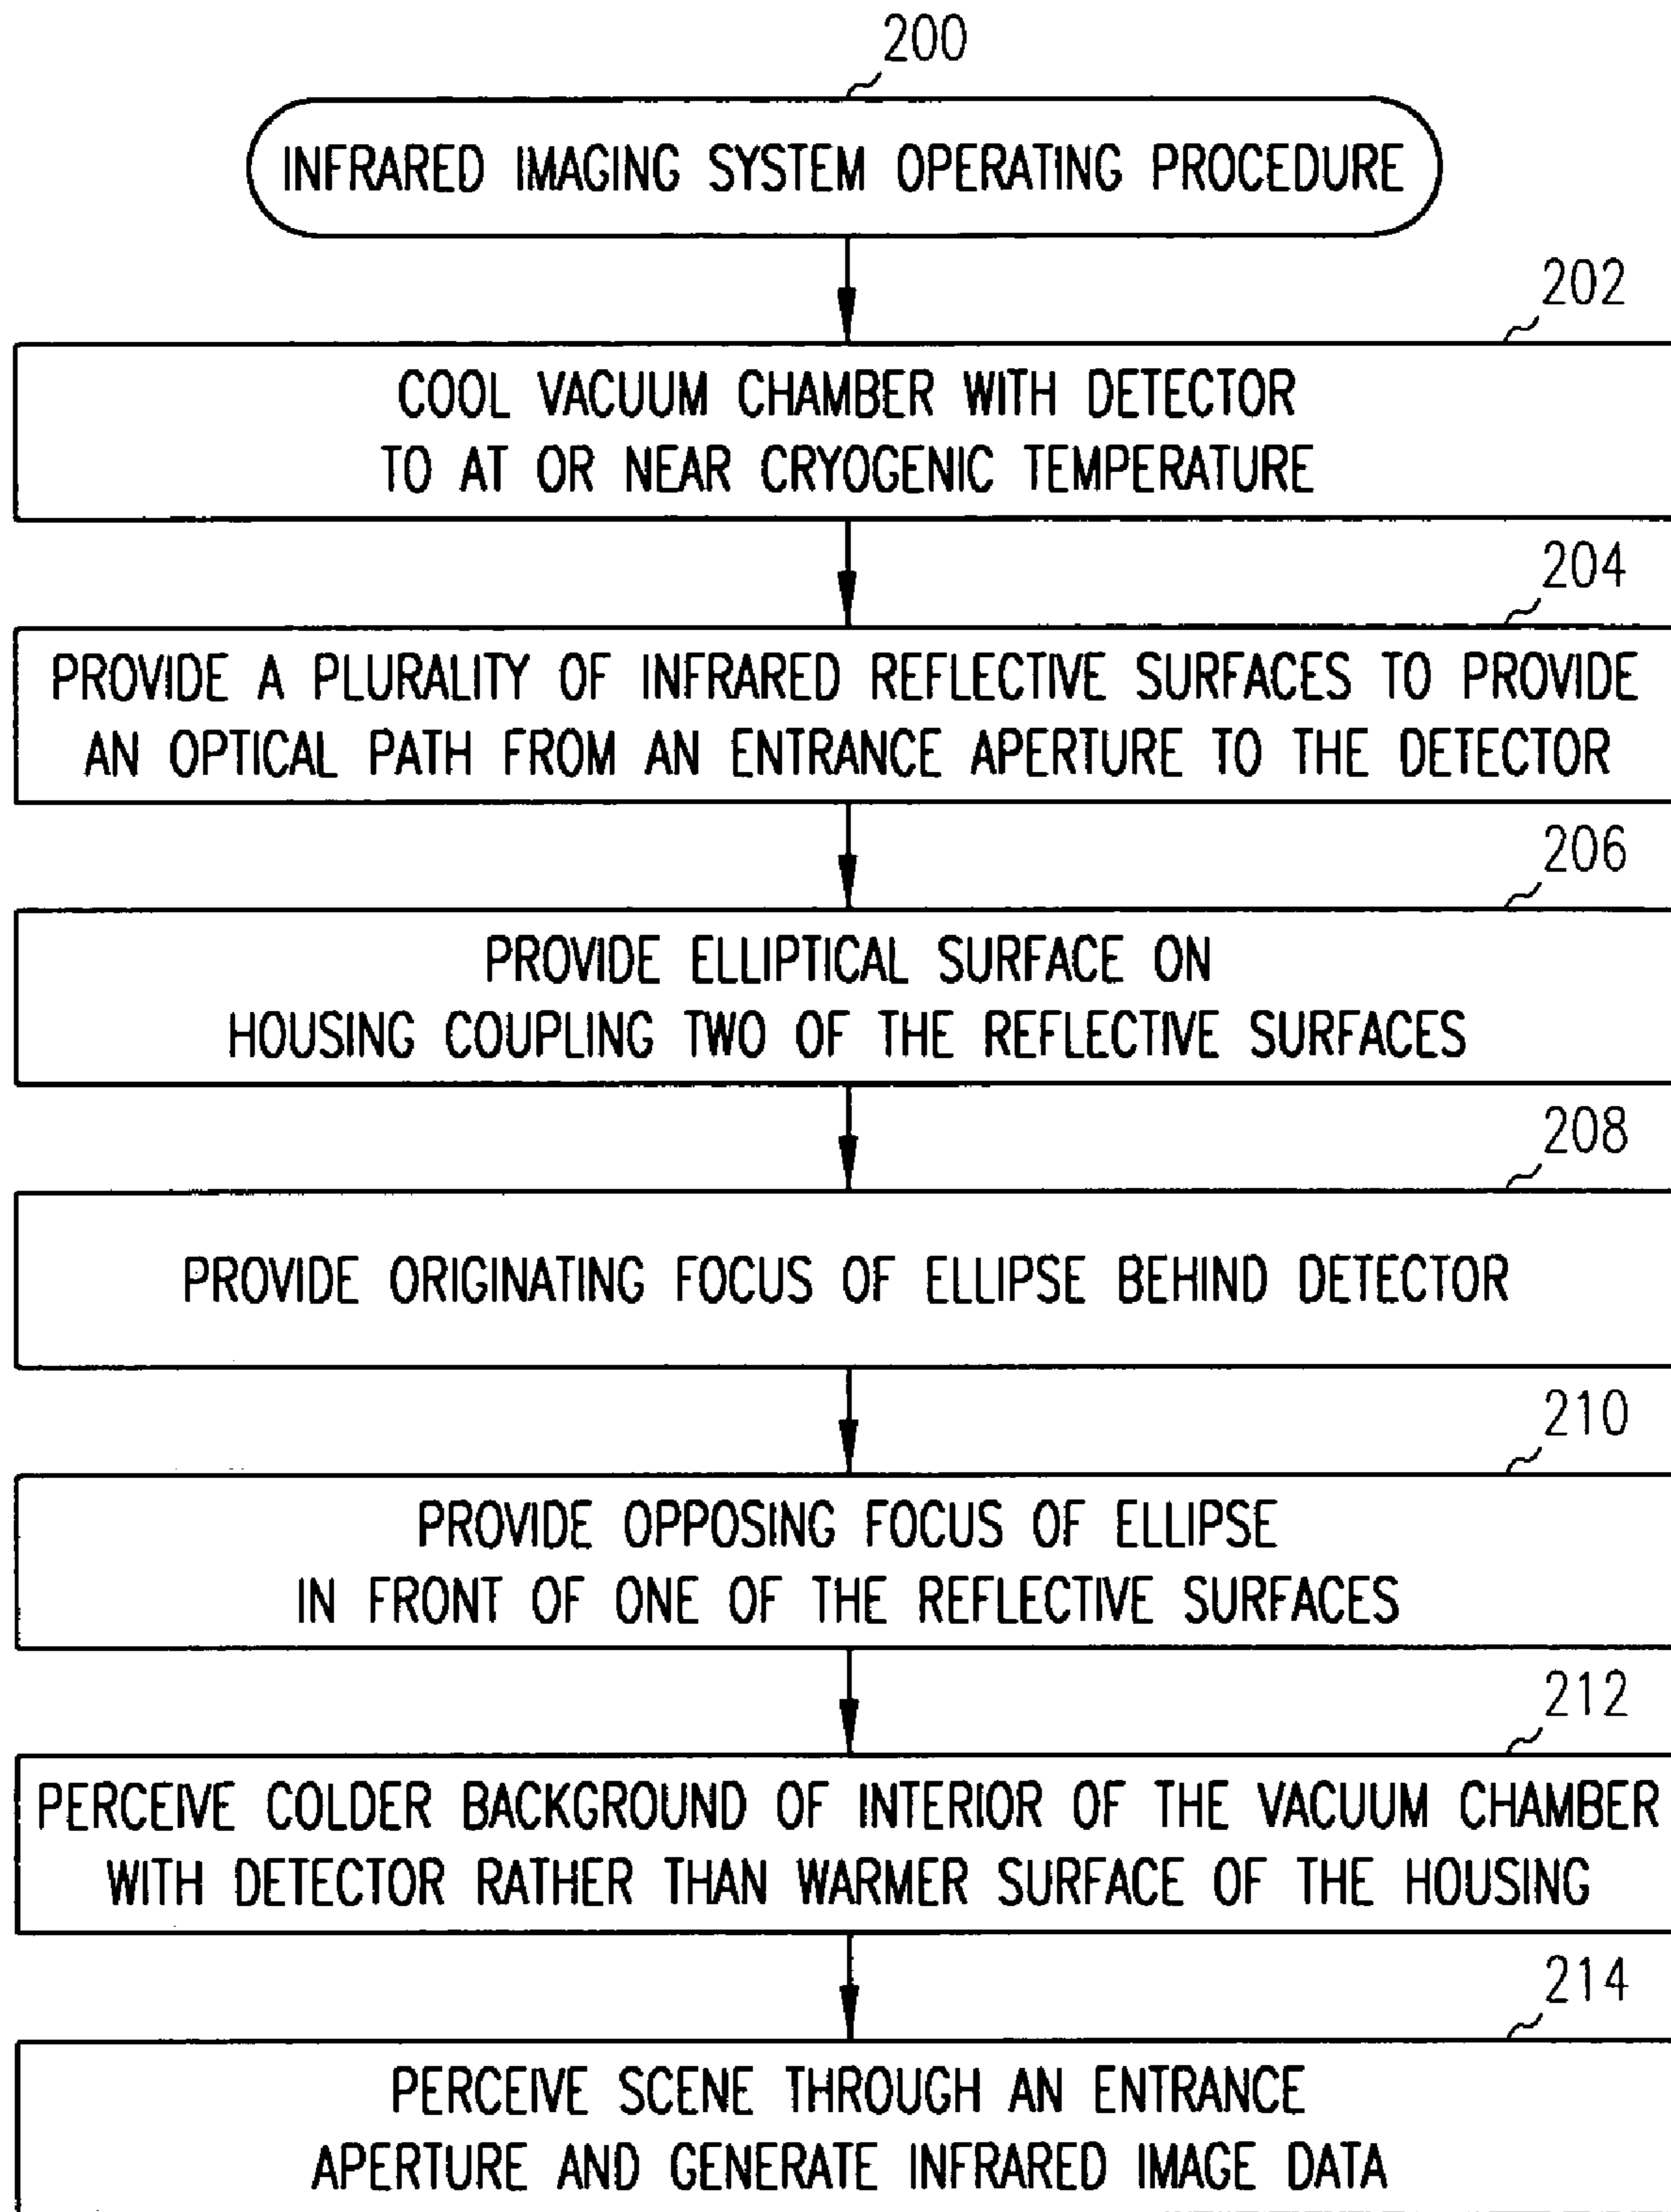 200
INFRARED IMAGING SYSTEM OPERATING PROCEDURE
202
COOL VACUUM CHAMBER WITH DETECTOR
TO AT OR NEAR CRYOGENIC TEMPERATURE
204
PROVIDE A PLURALITY OF INFRARED REFLECTIVE SURFACES TO PROVIDE
AN OPTICAL PATH FROM AN ENTRANCE APERTURE TO THE DETECTOR
206
PROVIDE ELLIPTICAL SURFACE ON
HOUSING COUPLING TWO OF THE REFLECTIVE SURFACES
208
PROVIDE ORIGINATING FOCUS OF ELLIPSE BEHIND DETECTOR
210
PROVIDE OPPOSING FOCUS OF ELLIPSE
IN FRONT OF ONE OF THE REFLECTIVE SURFACES
212
PERCEIVE COLDER BACKGROUND OF INTERIOR OF THE VACUUM CHAMBER
WITH DETECTOR RATHER THAN WARMER SURFACE OF THE HOUSING
214
PERCEIVE SCENE THROUGH AN ENTRANCE
APERTURE AND GENERATE INFRARED IMAGE DATA